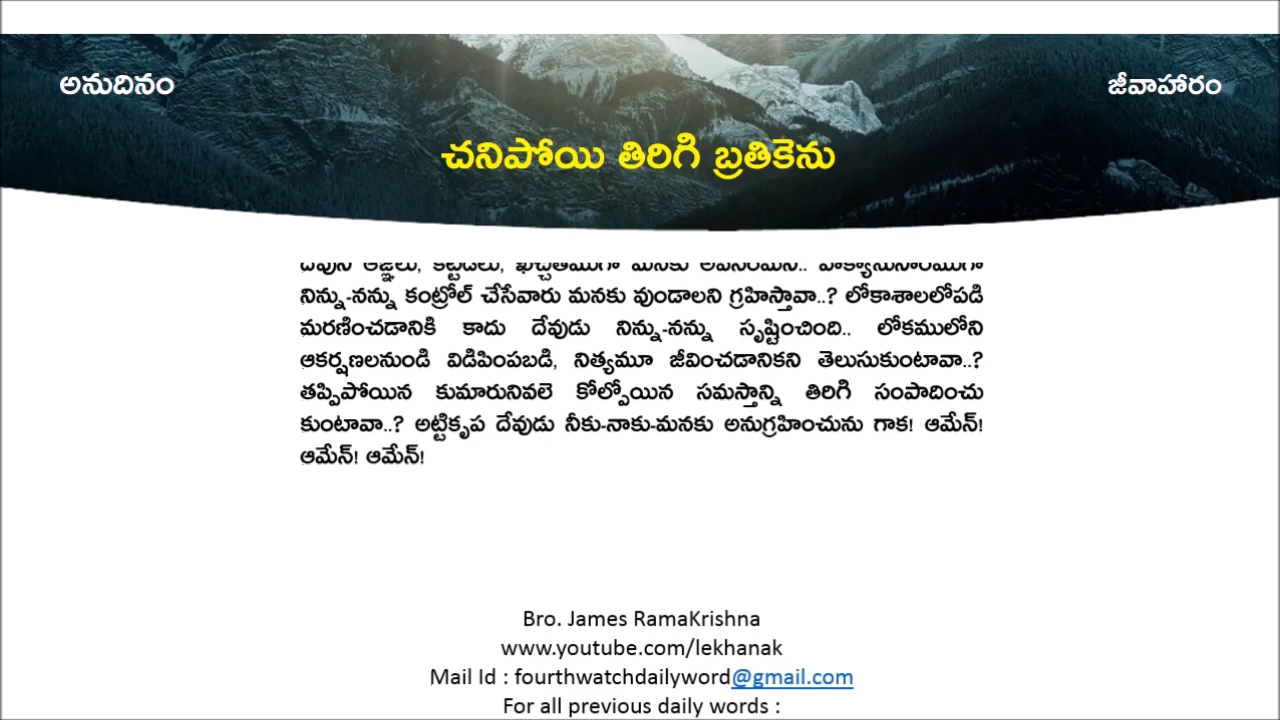 అనుదినం
జీవాహారం
చనిపోయి తిరిగి బ్రతికెను
నిన్ను-నన్ను కంట్రోల్ చేసేవారు మనకు వుండాలని గ్రహిస్తావా..? లోకాశాలలోపడి
మరణించడానికి కాదు దేవుడు నిన్ను-నన్ను సృష్టించింది.. లోకములోని
ఆకర్షణలనుండి విడిపింపబడి, నిత్యమూ జీవించడానికని తెలుసుకుంటావా..?
తప్పిపోయిన కుమారునివలె కోల్పోయిన సమస్తాన్ని తిరిగి సంపాదించు
కుంటావా..? అట్టికృప దేవుడు నీకు-నాకు-మనకు అనుగ్రహించును గాక! ఆమేన్!
ఆమేన్! ఆమేన్!
Bro. James RamaKrishna
www.youtube.com/lekhanak
Mail Id : fourthwatchdailyword@gmail.com
For all previous daily words :